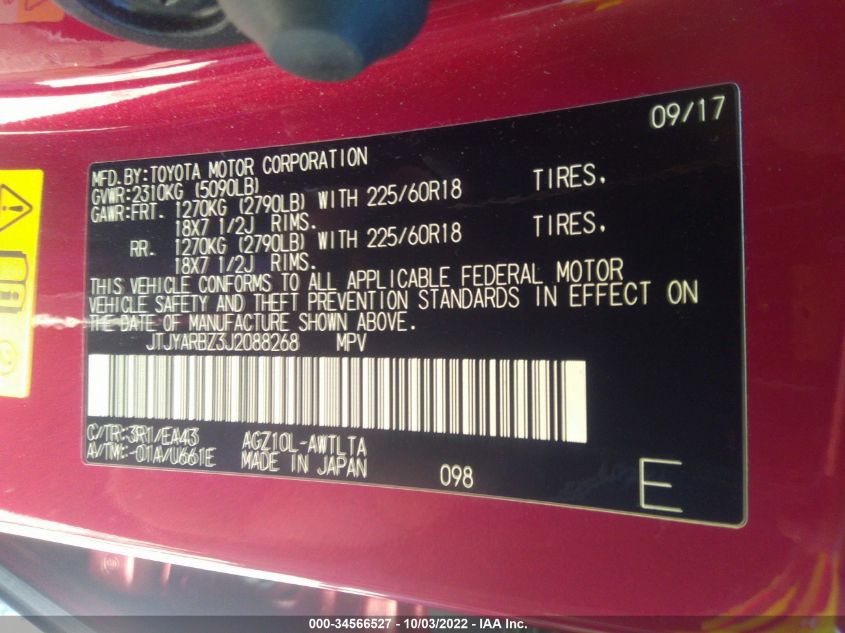 09/17
MFD.BY:TOYOTA MOTOR CORPORATION
GVWR:2310KG (5090LB)
GAWR:FRT. 1270KG (2790LB) WITH 225/60R18 TIRES,
18X7 1/2J RIMS.
RR. 1270KG (2790LB) WITH 225/60R18 TIRES,
18X7 1/2J RIMS.
THIS VEHICLE CONFORMS TO ALL APPLICABLE FEDERAL MOTOR
VEHICLE SAFETY AND THEFT PREVENTION STANDARDS IN EFFECT ON
THE DATE OF MANUFACTURE SHOWN ABOVE.
JTJYARBZ3J2088268 MPV
C/TR:3R1/EA43 AGZ10L-AWTLTA
A/TM:-01A/U661E MADE IN JAPAN
098
E
000-34566527 - 10/03/2022 - IAA Inc.